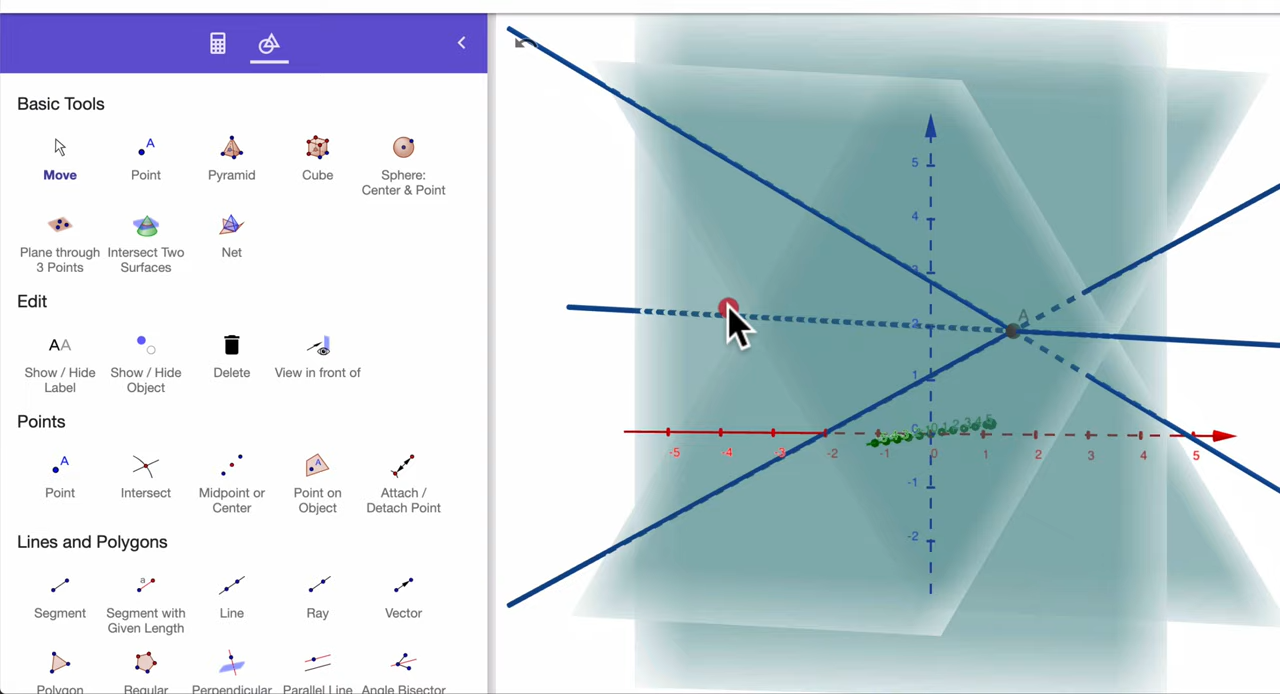 Basic Tools
A
Move
Point
Pyramid
Cube
Sphere:
Center & Point
Plane through
3 Points
Intersect Two
Surfaces
Net
Edit
AA
Show / Hide
Label
Show / Hide
Object
Delete
View in front of
Points
A
A
Point
Intersect
Midpoint or
Center
Point on
Object
Attach /
Detach Point
Lines and Polygons
a
Segment
Segment with
Given Length
Line
Ray
Vector
Polygon
Regular
Perpendicular
Parallel Line
Angle Bisector
5
4
3
A
2
1
-5
-4
-3
-2
-1
0
1
2
3
4
5
-1
-2